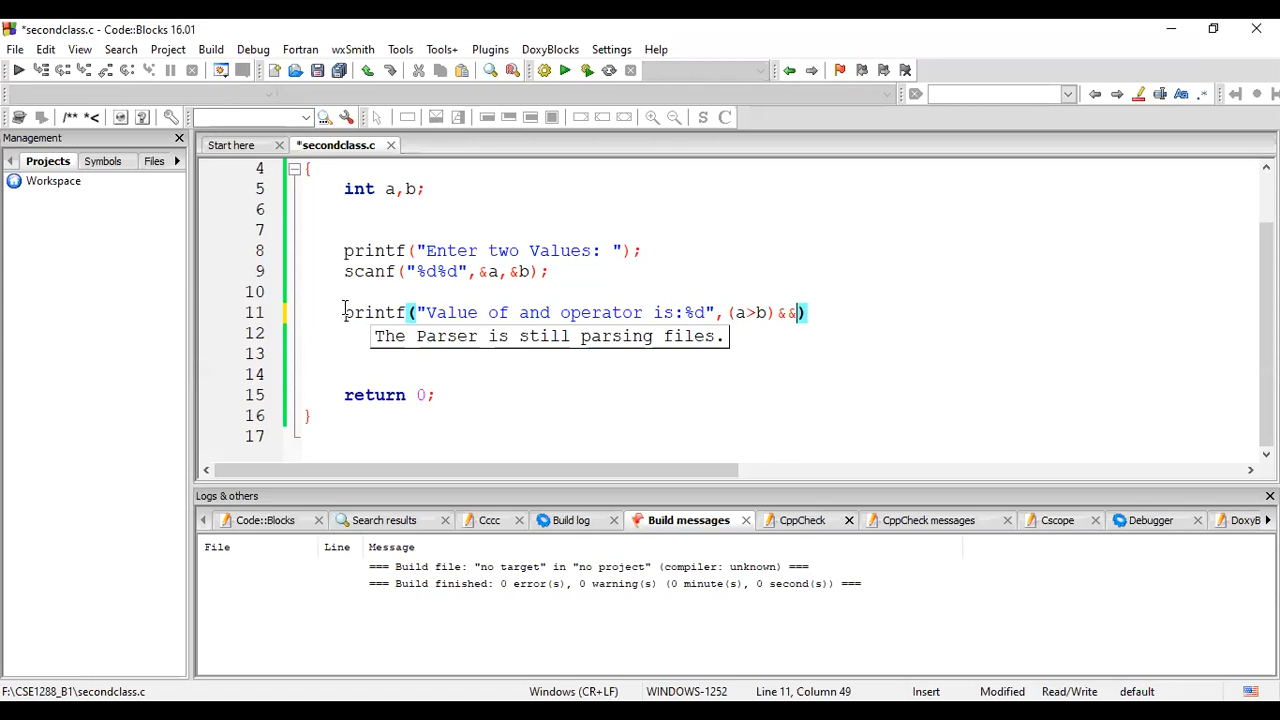 *secondclass.c - Code::Blocks 16.01
File Edit View Search Project Build Debug Fortran wxSmith Tools Tools+ Plugins DoxyBlocks Settings Help
/** *<
S C
Management
Projects Symbols Files
Workspace
Start here *secondclass.c
4 {
5 int a,b;
6
7
8 printf("Enter two Values: ");
9 scanf("%d%d",&a,&b);
10
11 printf("Value of and operator is:%d",(a>b)&&)
12 The Parser is still parsing files.
13
14
15 return 0;
16 }
17
Logs & others
Code::Blocks Search results Cccc Build log Build messages CppCheck CppCheck messages Cscope Debugger DoxyB
File Line Message
=== Build file: "no target" in "no project" (compiler: unknown) ===
=== Build finished: 0 error(s), 0 warning(s) (0 minute(s), 0 second(s)) ===
F:\CSE1288_B1\secondclass.c Windows (CR+LF) WINDOWS-1252 Line 11, Column 49 Insert Modified Read/Write default